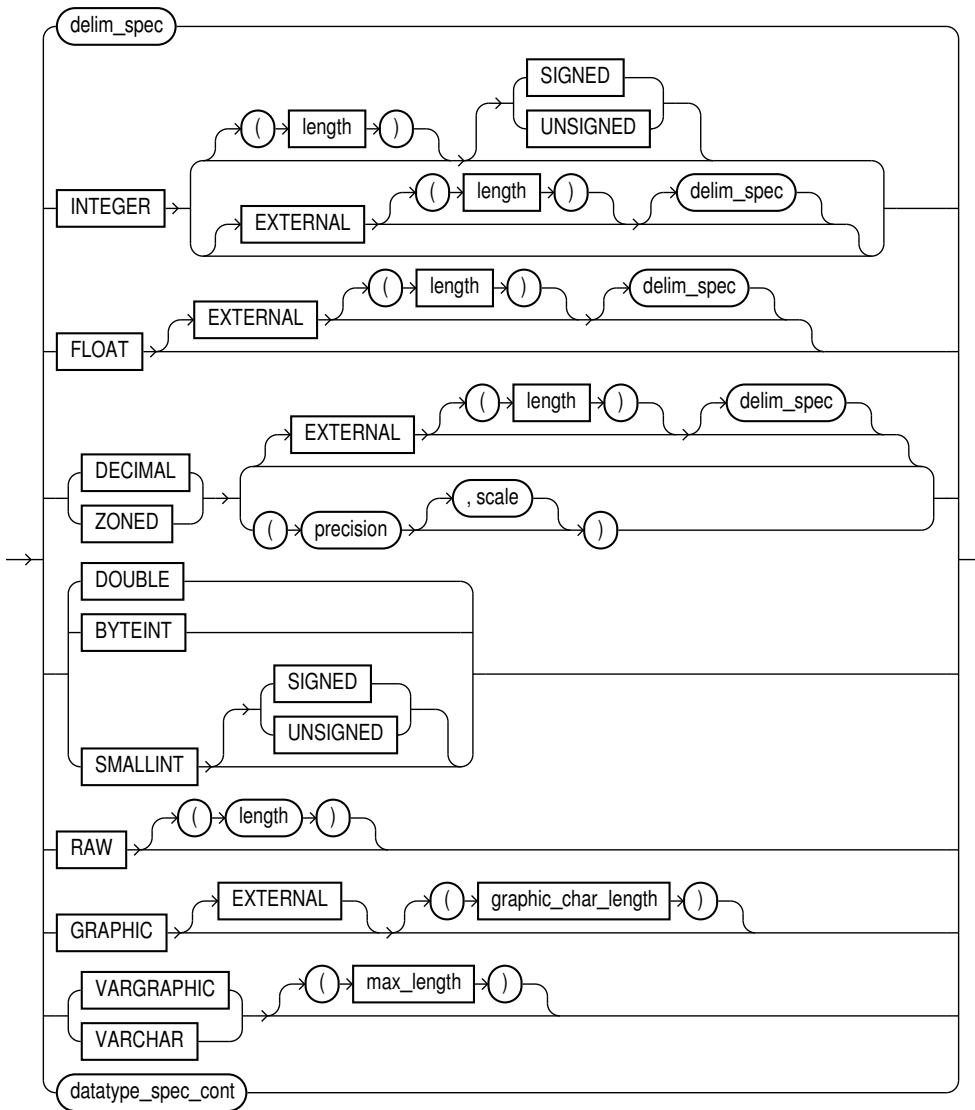 delim_spec
SIGNED
( length )
UNSIGNED
( length ) delim_spec
INTEGER EXTERNAL
( length ) delim_spec
EXTERNAL
FLOAT
( length ) delim_spec
EXTERNAL
DECIMAL
ZONED ( precision , scale )
DOUBLE
BYTEINT
SIGNED
UNSIGNED
SMALLINT
( length )
RAW
EXTERNAL ( graphic_char_length )
GRAPHIC
VARGRAPHIC ( max_length )
VARCHAR
datatype_spec_cont